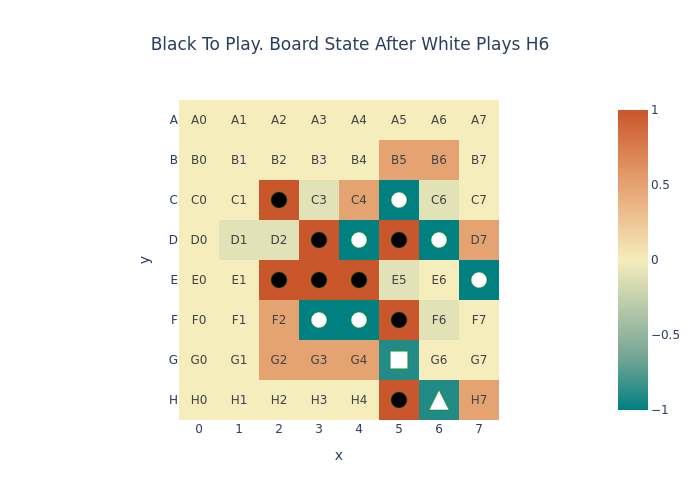 Black To Play. Board State After White Plays H6
A A0 A1 A2 A3 A4 A5 A6 A7
B B0 B1 B2 B3 B4 B5 B6 B7
C C0 C1 C3 C4 C6 C7
D D0 D1 D2 D7
E E0 E1 E5 E6
F F0 F1 F2 F6 F7
G G0 G1 G2 G3 G4 G6 G7
H H0 H1 H2 H3 H4 H7
0 1 2 3 4 5 6 7
x
y
1
0.5
0
−0.5
−1